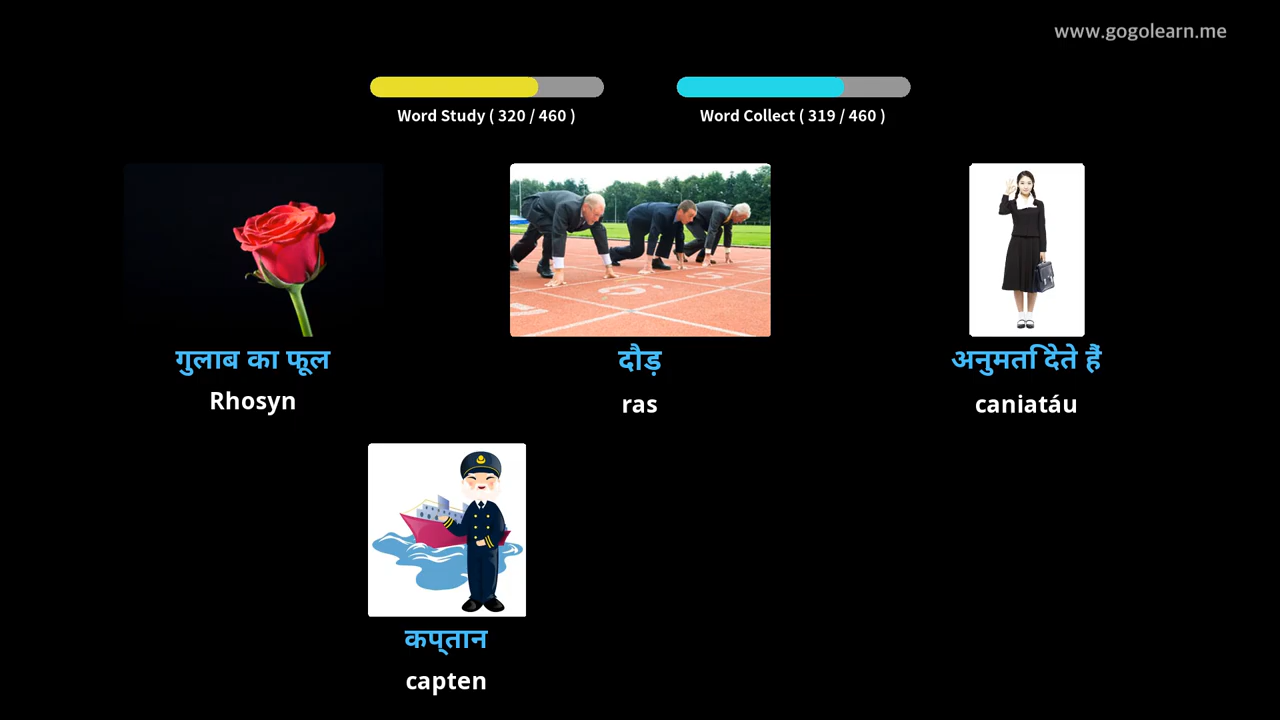 www.gogolearn.me
Word Study ( 320 / 460 )
Word Collect ( 319 / 460 )
गुलाब का फूल
दौड़
अनुमति देते हैं
Rhosyn
ras
caniatáu
कप्तान
capten